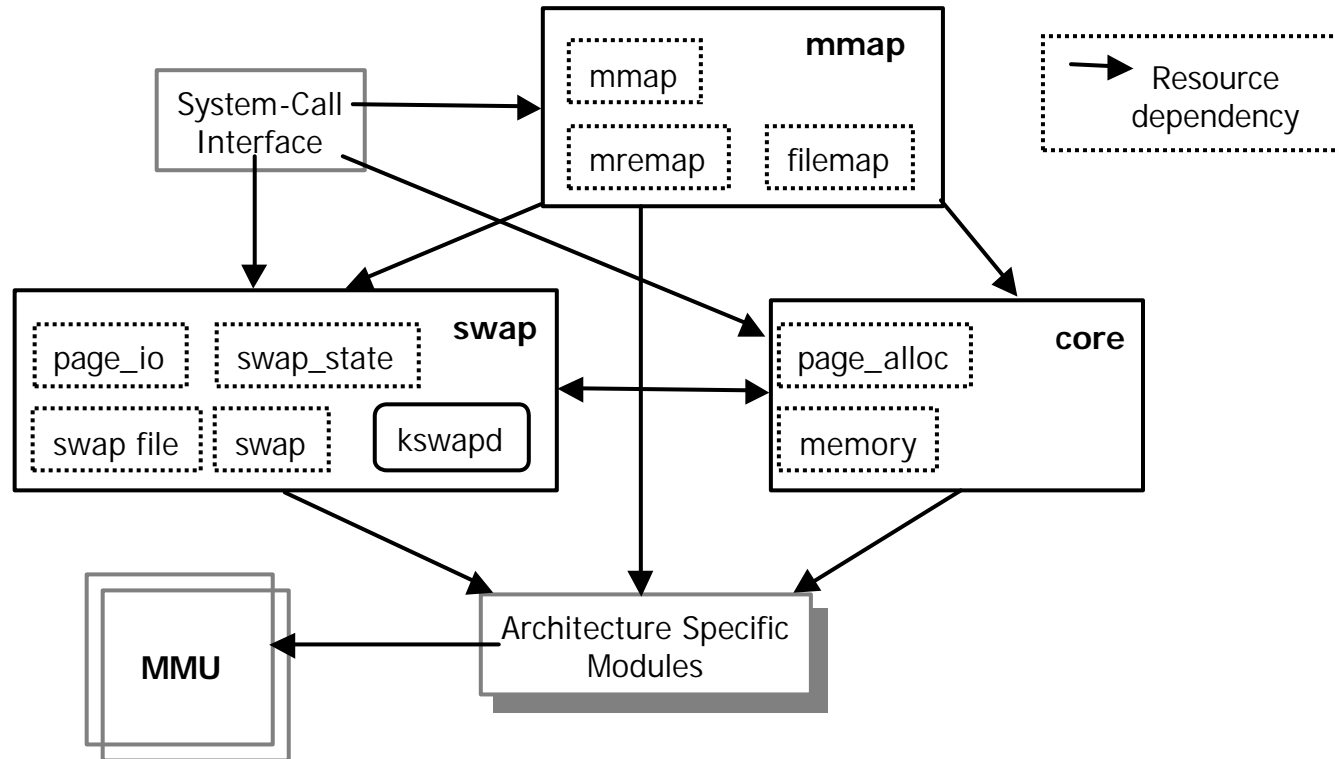 mmap
mmap
mremap
filemap
System-Call
Interface
Resource
dependency
swap
page_io
swap_state
swap file
swap
kswapd
core
page_alloc
memory
Architecture Specific
Modules
MMU